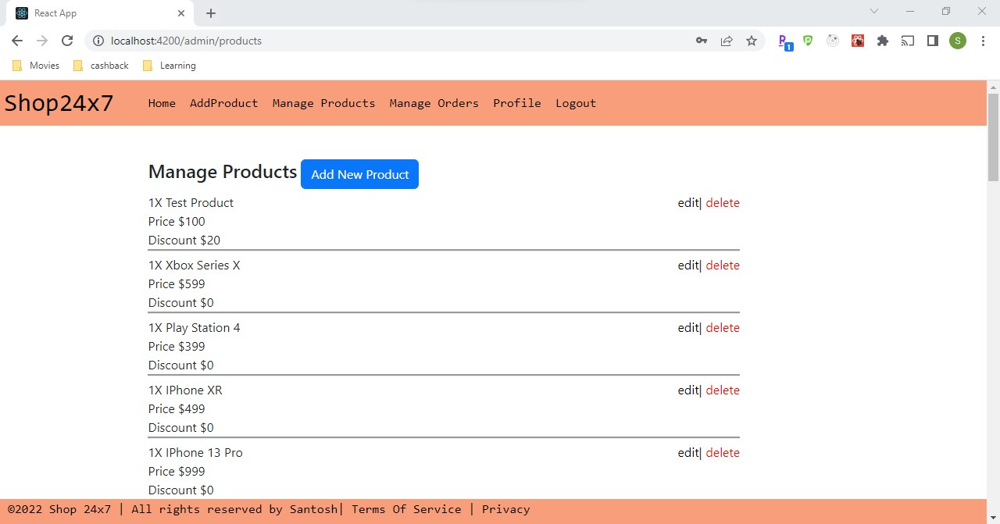 React App
localhost:4200/admin/products
1
S
Movies cashback Learning
Shop24x7 Home AddProduct Manage Products Manage Orders Profile Logout
Manage Products Add New Product
1X Test Product edit| delete
Price $100
Discount $20
1X Xbox Series X edit| delete
Price $599
Discount $0
1X Play Station 4 edit| delete
Price $399
Discount $0
1X IPhone XR edit| delete
Price $499
Discount $0
1X IPhone 13 Pro edit| delete
Price $999
Discount $0
©2022 Shop 24x7 | All rights reserved by Santosh| Terms Of Service | Privacy